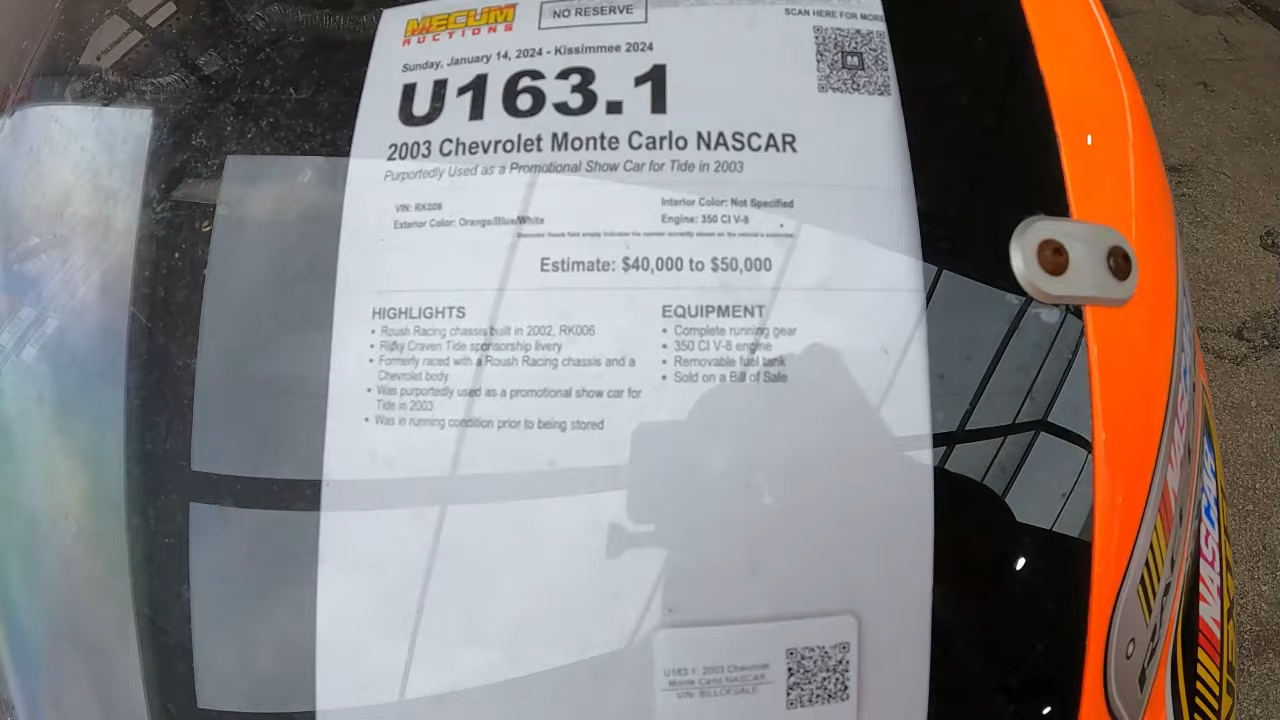 MECUM
AUCTIONS
NO RESERVE
SCAN HERE FOR MORE
Sunday, January 14, 2024 - Kissimmee 2024
U163.1
2003 Chevrolet Monte Carlo NASCAR
Purportedly Used as a Promotional Show Car for Tide in 2003
VIN: RK006
Interior Color: Not Specified
Exterior Color: Orange/Blue/White
Engine: 350 CI V-8
Estimate: $40,000 to $50,000
HIGHLIGHTS
• Roush Racing chassis built in 2002, RK006
• Ricky Craven Tide sponsorship livery
• Formerly raced with a Roush Racing chassis and a
Chevrolet body
• Was purportedly used as a promotional show car for
Tide in 2003
• Was in running condition prior to being stored
EQUIPMENT
• Complete running gear
• 350 CI V-8 engine
• Removable fuel tank
• Sold on a Bill of Sale
U163.1 2003 Chevrolet
Monte Carlo NASCAR
VIN: BILLOFSALE
NASCAR
NASCAR